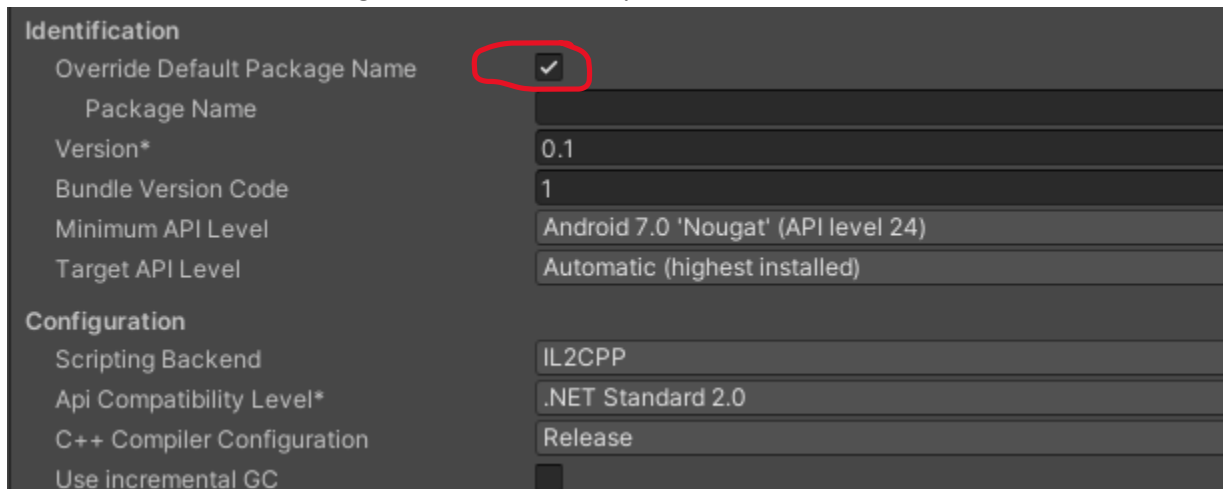 Identification
Override Default Package Name
Package Name
Version* 0.1
Bundle Version Code 1
Minimum API Level Android 7.0 'Nougat' (API level 24)
Target API Level Automatic (highest installed)
Configuration
Scripting Backend IL2CPP
Api Compatibility Level* .NET Standard 2.0
C++ Compiler Configuration Release
Use incremental GC